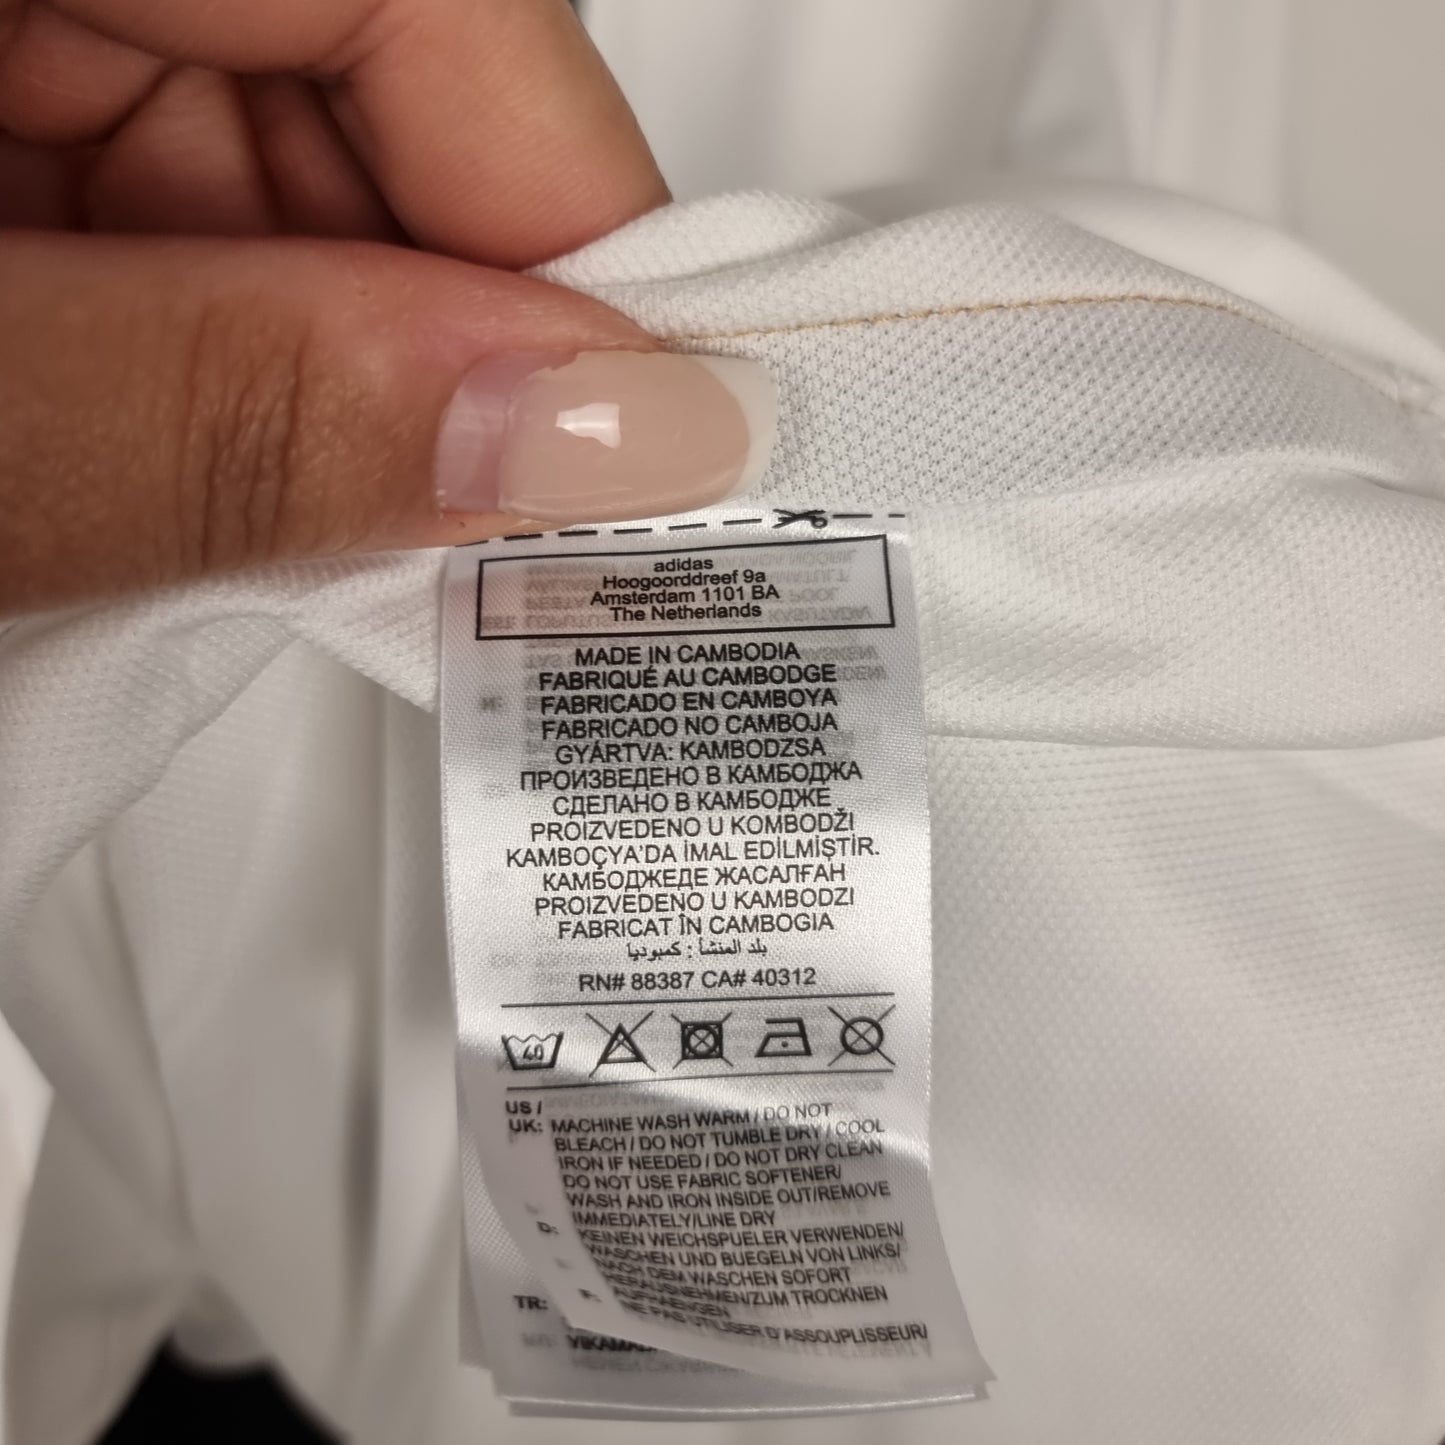 adidas
Hoogoorddreef 9a
Amsterdam 1101 BA
The Netherlands
MADE IN CAMBODIA
FABRIQUÉ AU CAMBODGE
FABRICADO EN CAMBOYA
FABRICADO NO CAMBOJA
GYÁRTVA: KAMBODZSA
ПРОИЗВЕДЕНО В КАМБОДЖА
СДЕЛАНО В КАМБОДЖЕ
PROIZVEDENO U KOMBODŽI
KAMBOÇYA'DA İMAL EDİLMİŞTİR.
КАМБОДЖЕДЕ ЖАСАЛҒАН
PROIZVEDENO U KAMBODZI
FABRICAT ÎN CAMBOGIA
بلد المنشأ : كمبوديا
RN# 88387 CA# 40312
40
US /
UK: MACHINE WASH WARM / DO NOT
BLEACH / DO NOT TUMBLE DRY / COOL
IRON IF NEEDED / DO NOT DRY CLEAN
DO NOT USE FABRIC SOFTENER/
WASH AND IRON INSIDE OUT/REMOVE
IMMEDIATELY/LINE DRY
D: KEINEN WEICHSPUELER VERWENDEN/
WASCHEN UND BUEGELN VON LINKS/
NACH DEM WASCHEN SOFORT
HERAUSNEHMEN/ZUM TROCKNEN
AUFHAENGEN
F: NE PAS UTILISER D'ASSOUPLISSEUR/
TR: